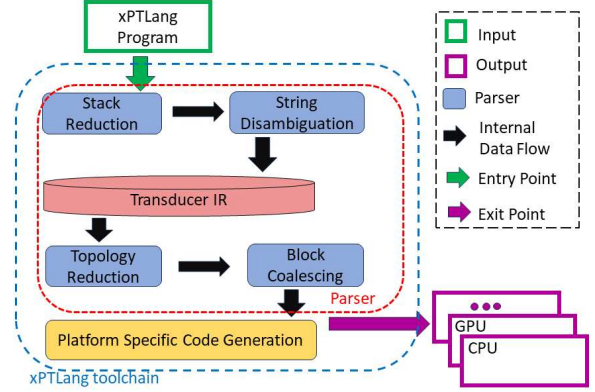 xPTLang
Program
Stack
Reduction
String
Disambiguation
Transducer IR
Topology
Reduction
Block
Coalescing
Parser
Platform Specific Code Generation
xPTLang toolchain
GPU
CPU
Input
Output
Parser
Internal
Data Flow
Entry Point
Exit Point